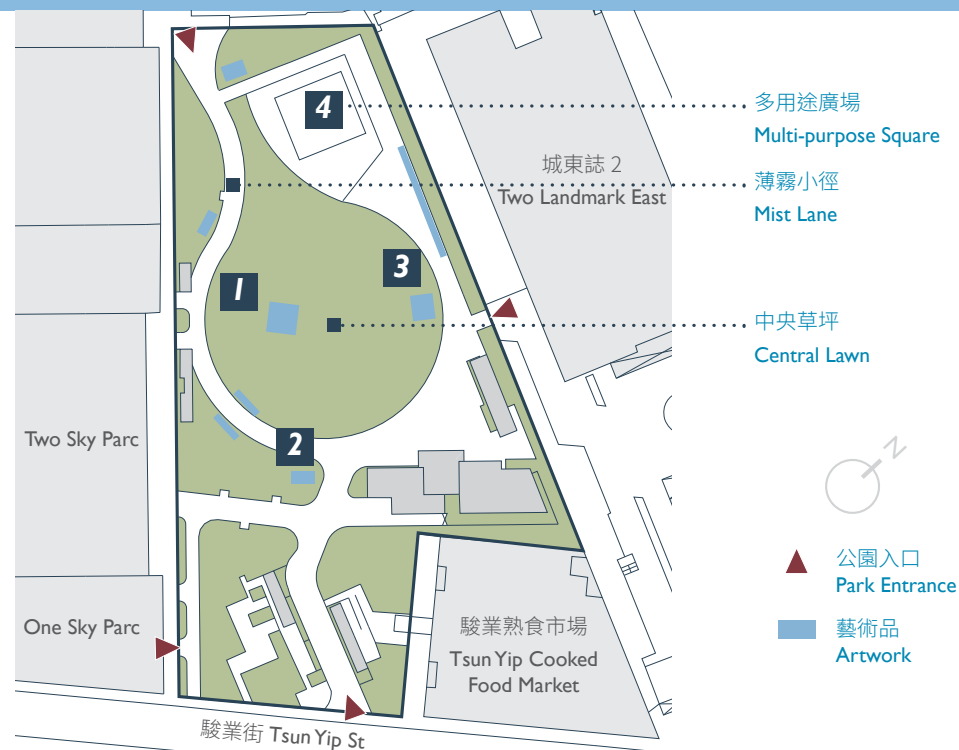 4
多用途廣場
Multi-purpose Square
城東誌 2
Two Landmark East
薄霧小徑
Mist Lane
3
1
中央草坪
Central Lawn
Two Sky Parc
2
N
公園入口
Park Entrance
One Sky Parc
駿業熟食市場
Tsun Yip Cooked
Food Market
藝術品
Artwork
駿業街 Tsun Yip St